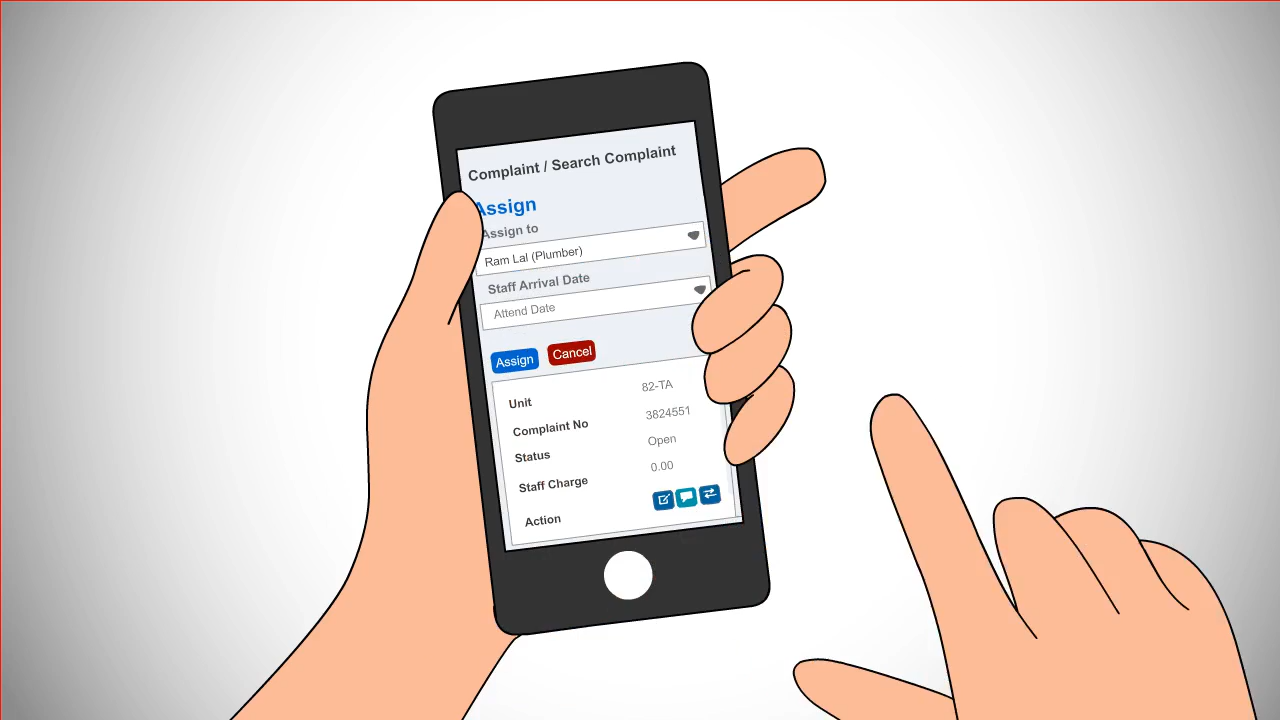 Complaint / Search Complaint
Assign
Assign to
Ram Lal (Plumber)
Staff Arrival Date
Attend Date
Assign Cancel
Unit 82-TA
Complaint No 3824551
Status Open
Staff Charge 0.00
Action